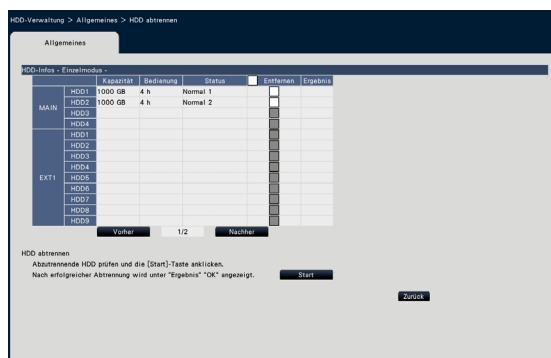 HDD-Verwaltung > Allgemeines > HDD abtrennen
Allgemeines
HDD-Infos - Einzelmodus -
Kapazität Bedienung Status Entfernen Ergebnis
MAIN
HDD1 1000 GB 4 h Normal 1
HDD2 1000 GB 4 h Normal 2
HDD3
HDD4
EXT1
HDD1
HDD2
HDD3
HDD4
HDD5
HDD6
HDD7
HDD8
HDD9
Vorher 1/2 Nachher
HDD abtrennen
Abzutrennende HDD prüfen und die [Start]-Taste anklicken.
Nach erfolgreicher Abtrennung wird unter "Ergebnis" "OK" angezeigt. Start
Zurück